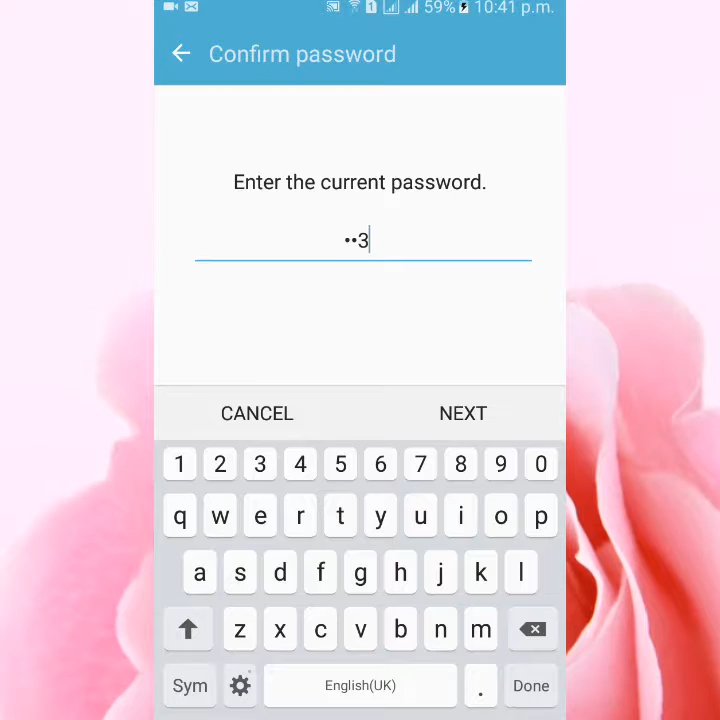 1 59% 10:41 p.m.
Confirm password
Enter the current password.
••3
CANCEL NEXT
1 2 3 4 5 6 7 8 9 0
q w e r t y u i o p
a s d f g h j k l
z x c v b n m
Sym English(UK) . Done